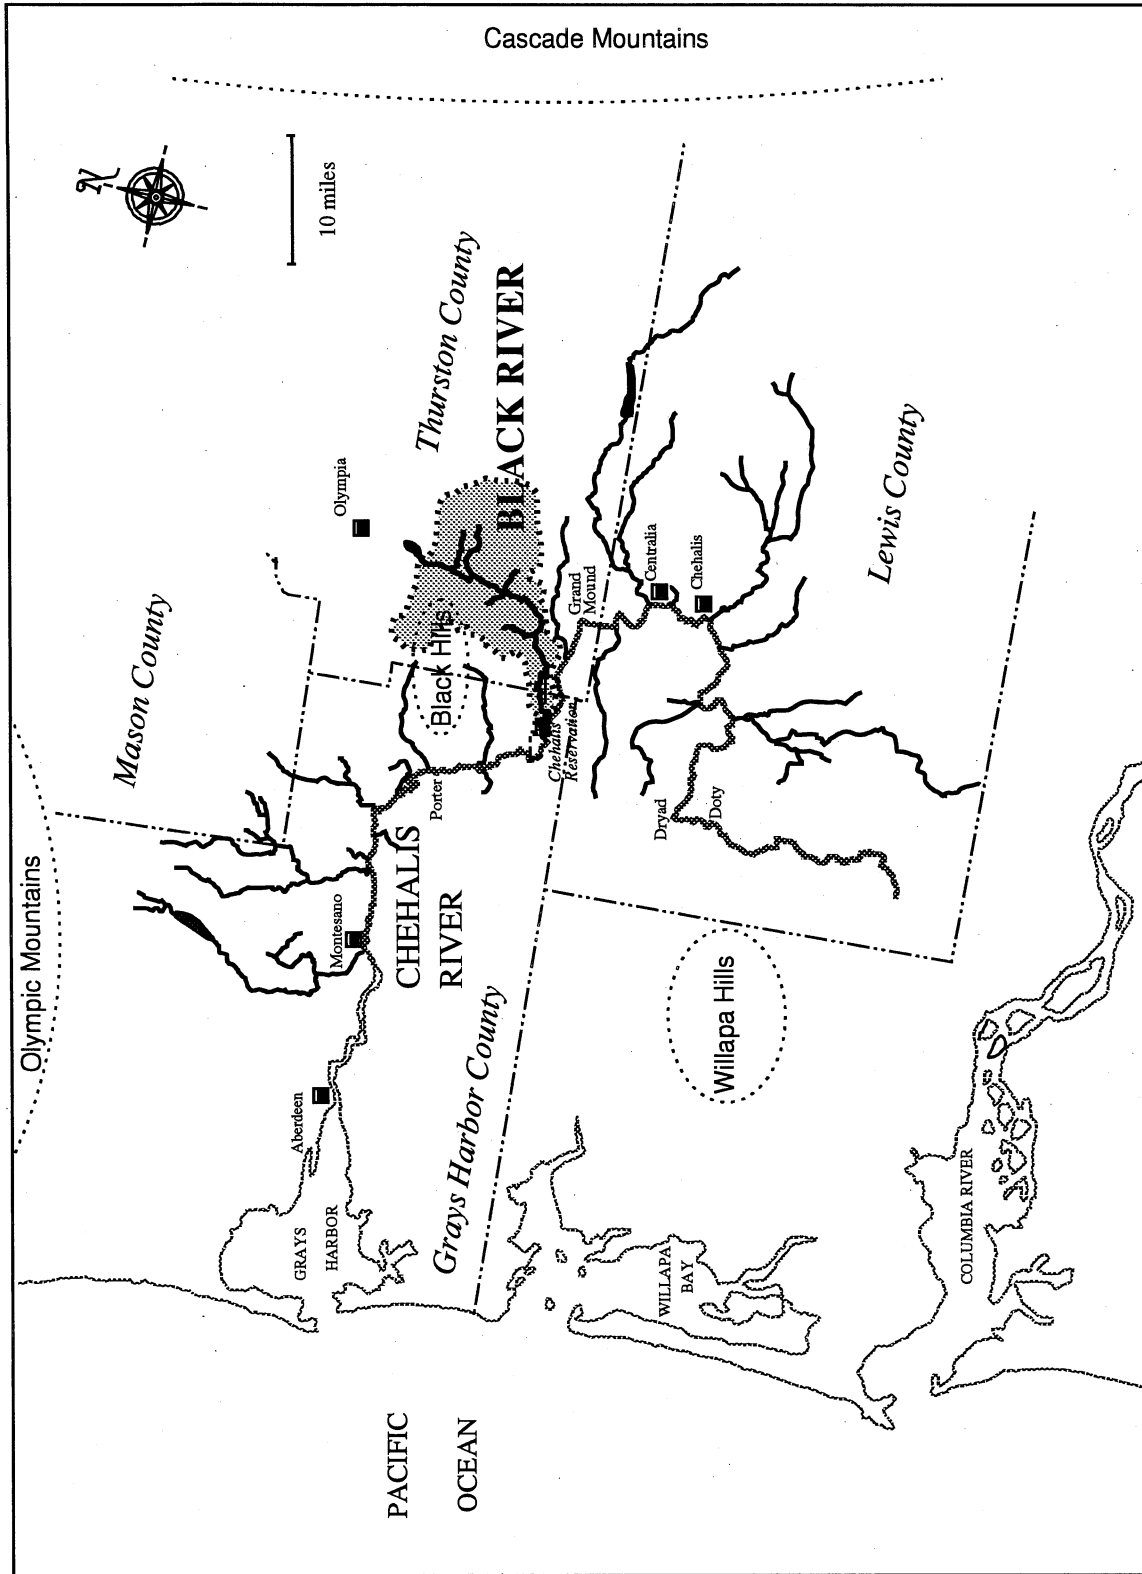 Cascade Mountains
N
10 miles
Thurston County
BLACK RIVER
Olympia
Mason County
Black Hills
Grand
Mound
Centralia
Chehalis
Lewis County
Chehalis
Reservation
Porter
Dryad
Doty
Olympic Mountains
Montesano
CHEHALIS
RIVER
Willapa Hills
Aberdeen
Grays Harbor County
GRAYS
HARBOR
WILLAPA
BAY
COLUMBIA RIVER
PACIFIC
OCEAN